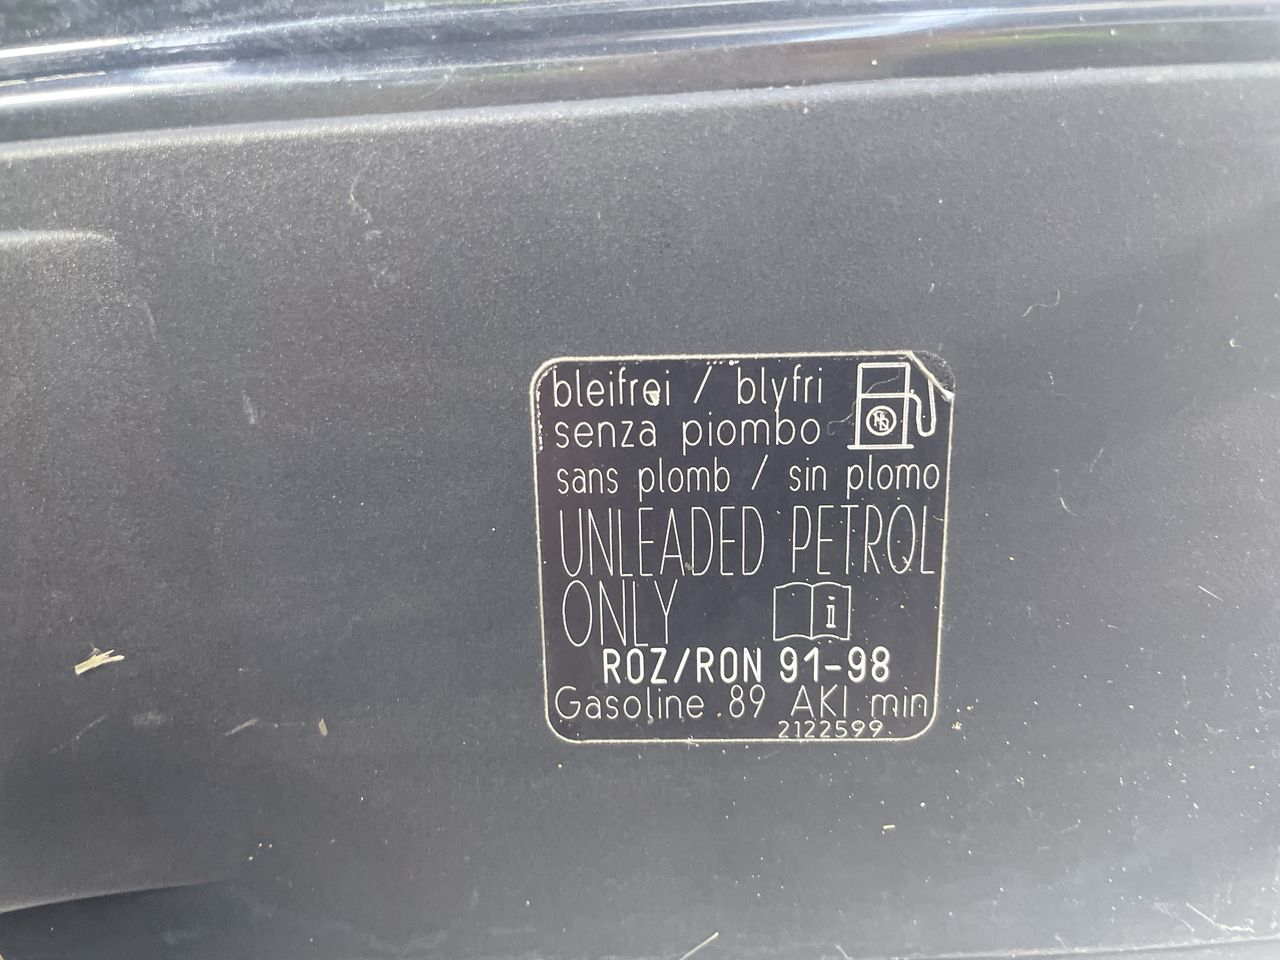 bleifrei / blyfri
senza piombo
sans plomb / sin plomo
UNLEADED PETROL
ONLY
i
ROZ/RON 91-98
Gasoline 89 AKI min
2122599